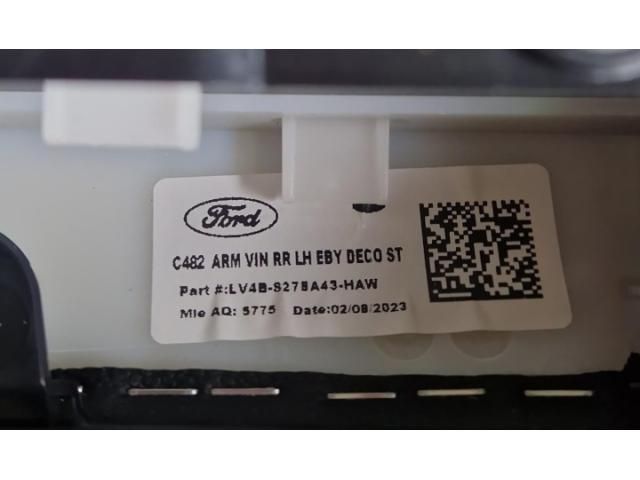 Ford
C482 ARM VIN RR LH EBY DECO ST
Part #:LV4B-S278A43-HAW
Mle AQ: 5775 Date:02/08/2023